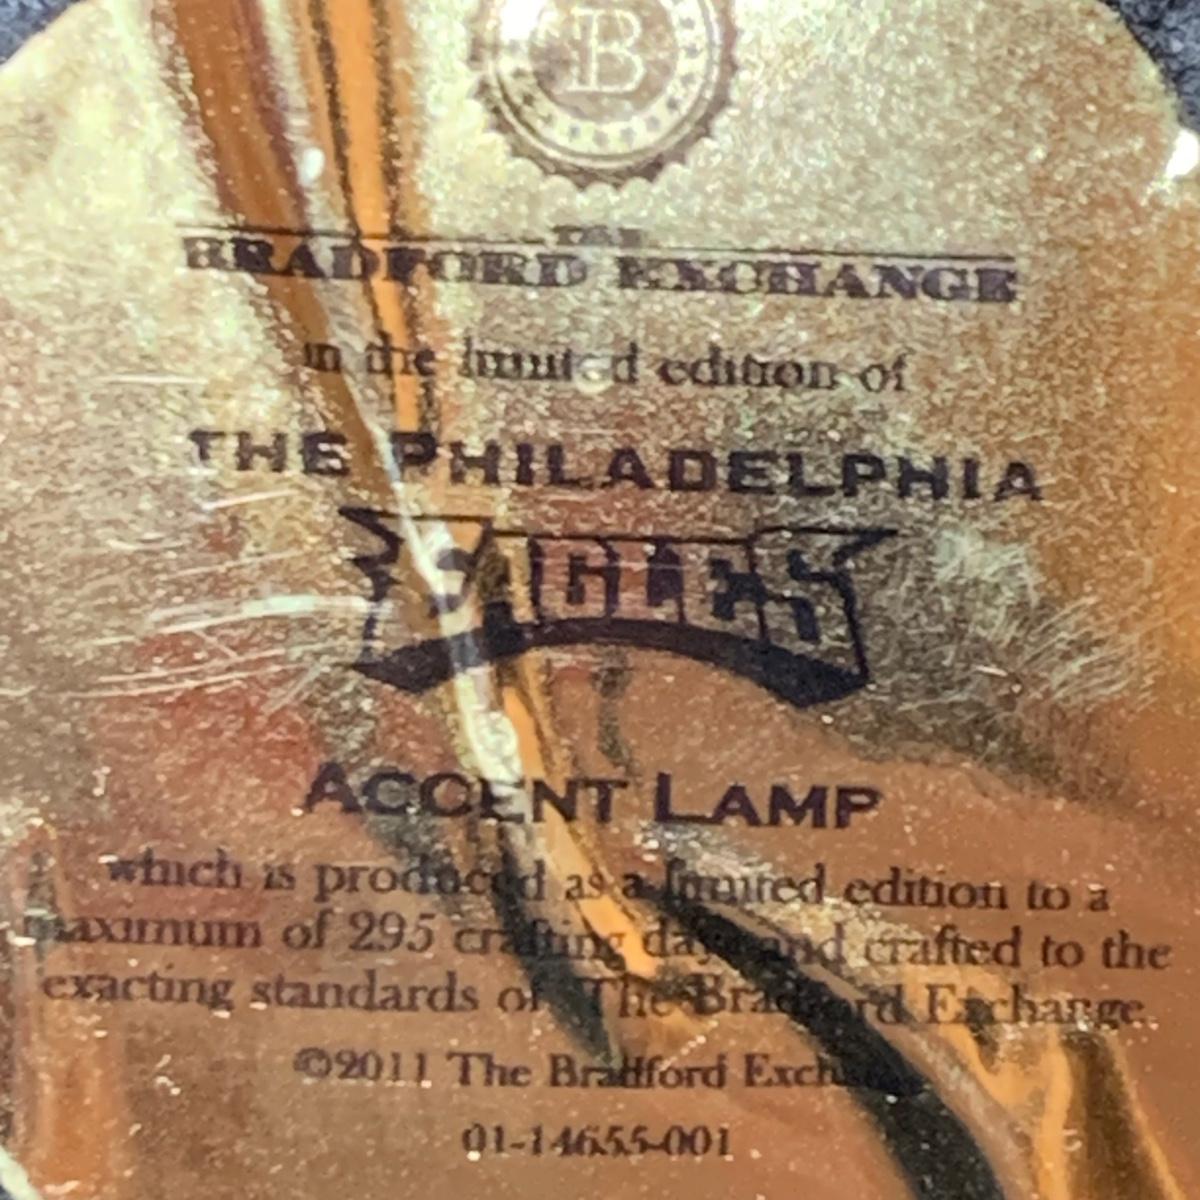 B
THE
BRADFORD EXCHANGE
in the limited edition of
THE PHILADELPHIA
EAGLES
ACCENT LAMP
which is produced as a limited edition to a
maximum of 295 crafting days and crafted to the
exacting standards of The Bradford Exchange.
©2011 The Bradford Exchange
01-14655-001